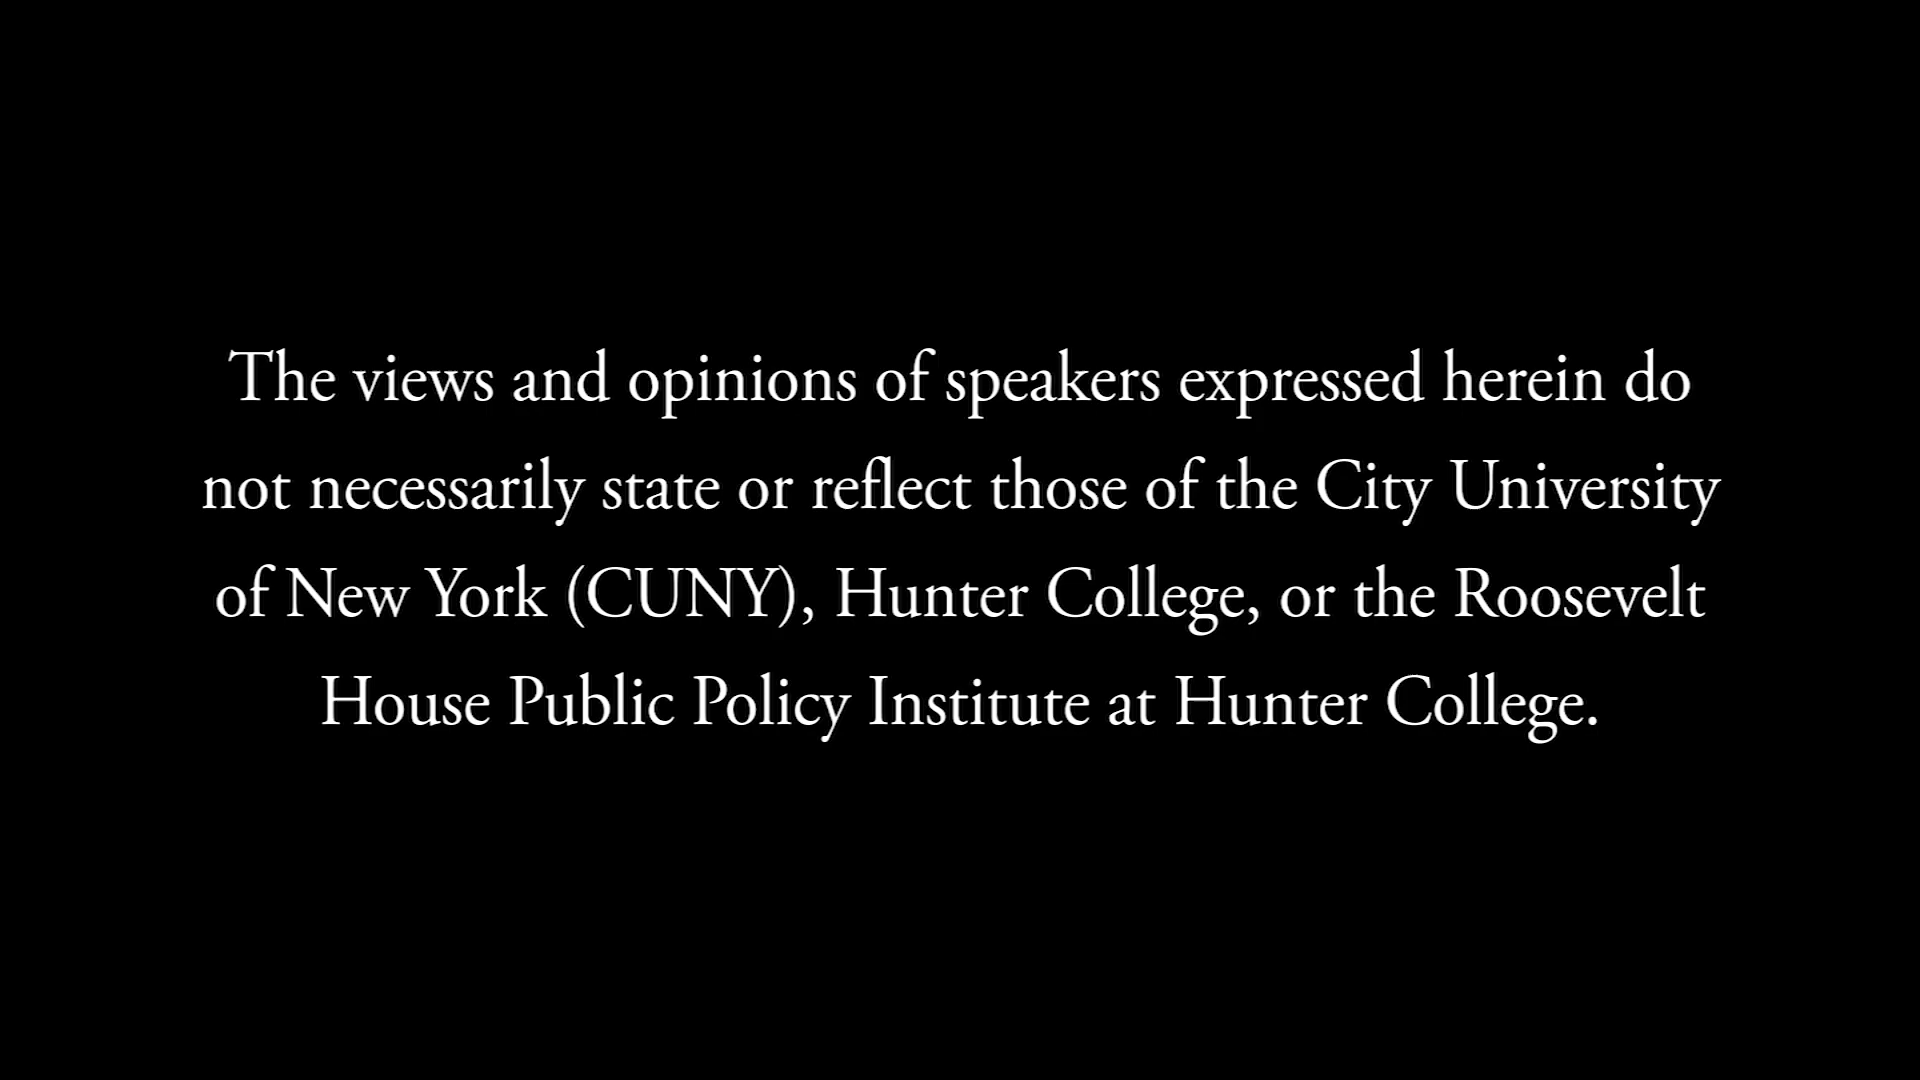 The views and opinions of speakers expressed herein do
not necessarily state or reflect those of the City University
of New York (CUNY), Hunter College, or the Roosevelt
House Public Policy Institute at Hunter College.